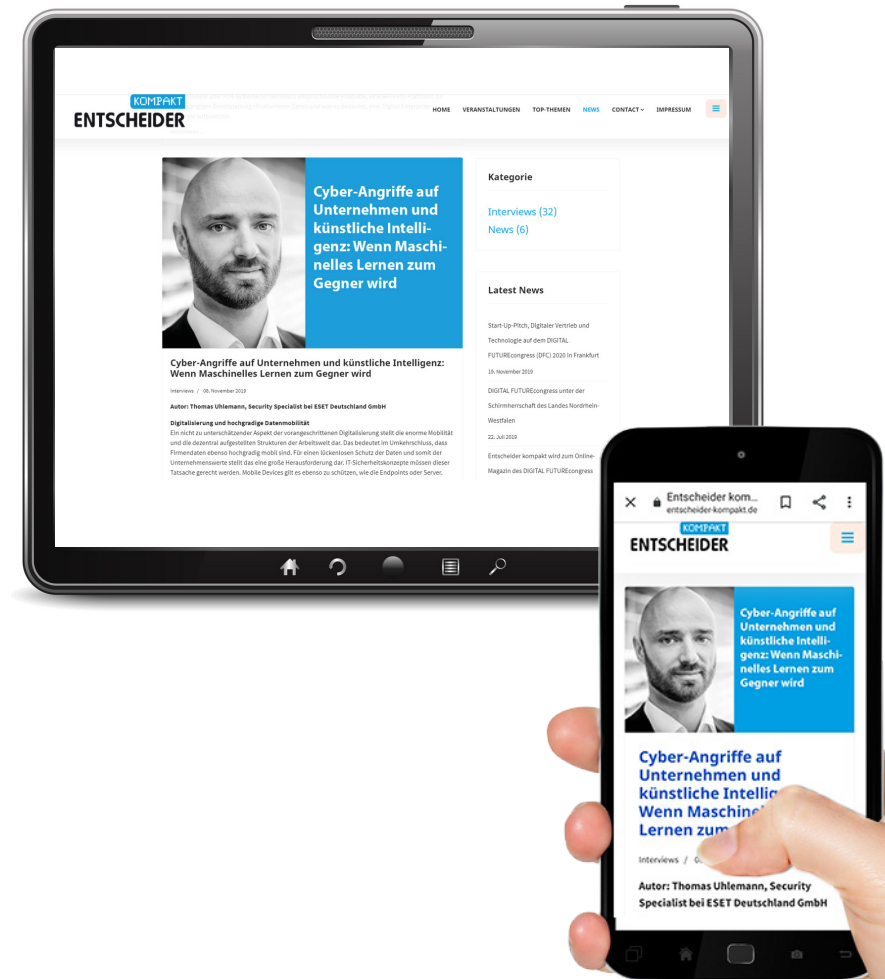 KOMPAKT
ENTSCHEIDER
HOME VERANSTALTUNGEN TOP-THEMEN NEWS CONTACT IMPRESSUM
Cyber-Angriffe auf
Unternehmen und
künstliche Intelli-
genz: Wenn Maschi-
nelles Lernen zum
Gegner wird
Cyber-Angriffe auf Unternehmen und künstliche Intelligenz:
Wenn Maschinelles Lernen zum Gegner wird
Interviews / 08. November 2019
Autor: Thomas Uhlemann, Security Specialist bei ESET Deutschland GmbH
Digitalisierung und hochgradige Datenmobilität
Ein nicht zu unterschätzender Aspekt der vorangeschrittenen Digitalisierung stellt die enorme Mobilität
und die dezentral aufgestellten Strukturen der Arbeitswelt dar. Das bedeutet im Umkehrschluss, dass
Firmendaten ebenso hochgradig mobil sind. Für einen lückenlosen Schutz der Daten und somit der
Unternehmenswerte stellt das eine große Herausforderung dar. IT-Sicherheitskonzepte müssen dieser
Tatsache gerecht werden. Mobile Devices gilt es ebenso zu schützen, wie die Endpoints oder Server.
Kategorie
Interviews (32)
News (6)
Latest News
Start-Up-Pitch, Digitaler Vertrieb und
Technologie auf dem DIGITAL
FUTUREcongress (DFC) 2020 in Frankfurt
19. November 2019
DIGITAL FUTUREcongress unter der
Schirmherrschaft des Landes Nordrhein-
Westfalen
22. Juli 2019
Entscheider kompakt wird zum Online-
Magazin des DIGITAL FUTUREcongress
Entscheider kom...
entscheider-kompakt.de
KOMPAKT
ENTSCHEIDER
Cyber-Angriffe auf
Unternehmen und
künstliche Intelli-
genz: Wenn Maschi-
nelles Lernen zum
Gegner wird
Cyber-Angriffe auf
Unternehmen und
künstliche
Wenn
Lernen zum
Interviews /
Autor: Thomas Uhlemann, Security
Specialist bei ESET Deutschland GmbH